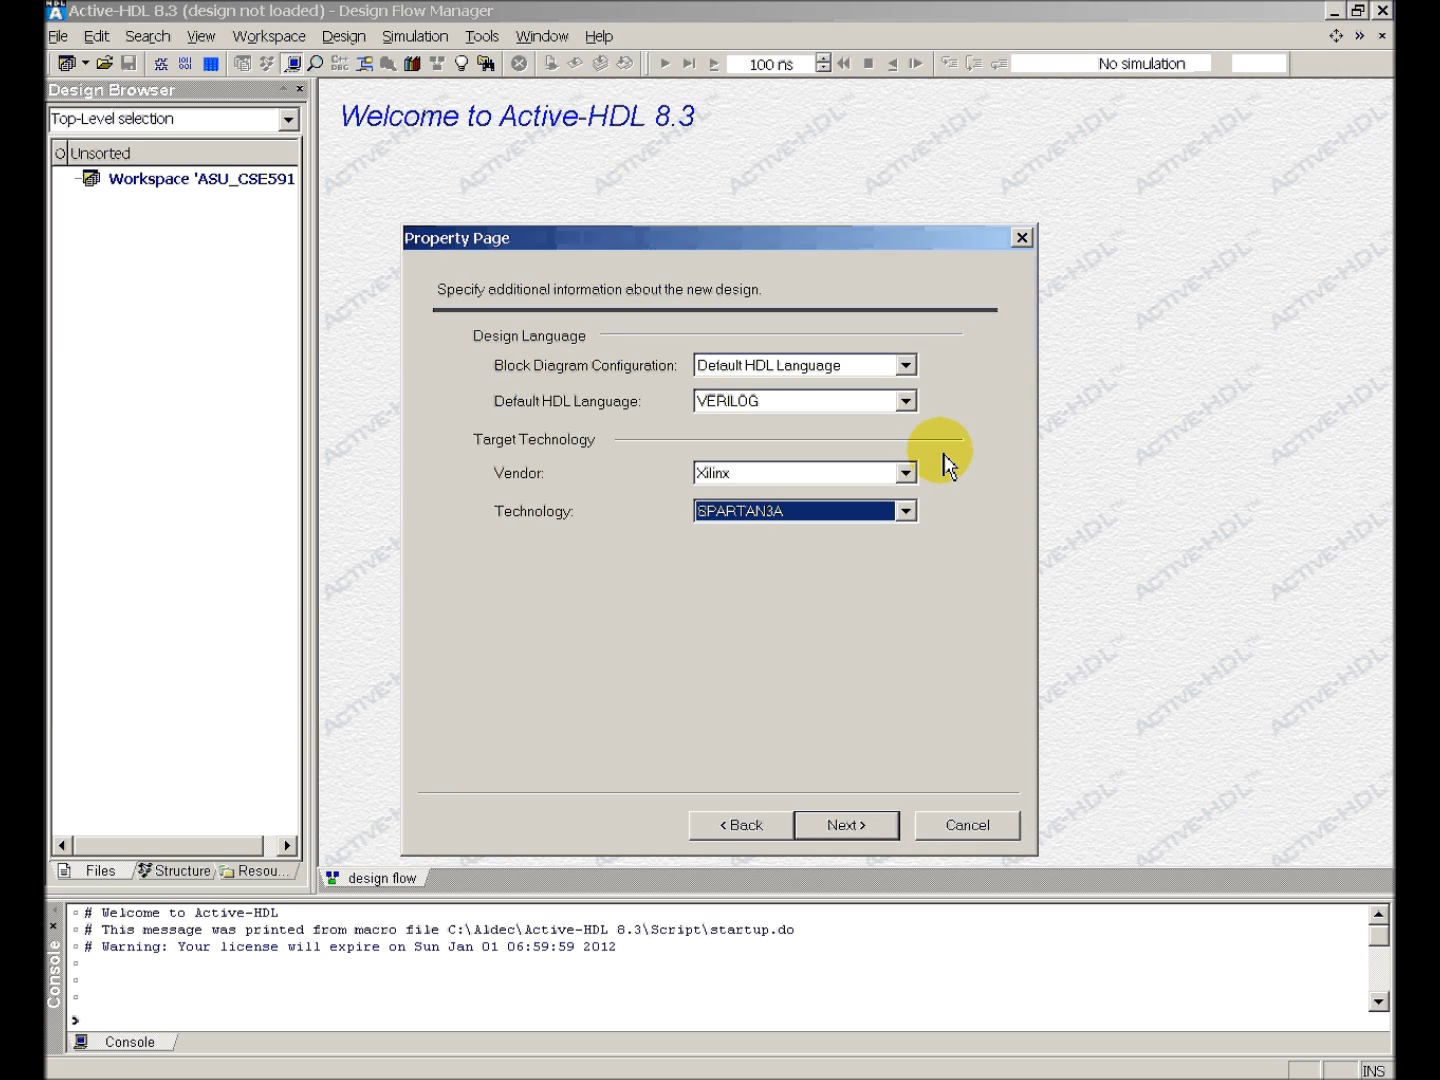 Active-HDL 8.3 (design not loaded) - Design Flow Manager
File Edit Search View Workspace Design Simulation Tools Window Help
100 ns No simulation
Design Browser
Top-Level selection
O Unsorted
Workspace 'ASU_CSE591
Welcome to Active-HDL 8.3
Property Page
Specify additional information about the new design.
Design Language
Block Diagram Configuration: Default HDL Language
Default HDL Language: VERILOG
Target Technology
Vendor: Xilinx
Technology: SPARTAN3A
< Back Next > Cancel
Files Structure Resou...
design flow
# Welcome to Active-HDL
# This message was printed from macro file C:\Aldec\Active-HDL 8.3\Script\startup.do
# Warning: Your license will expire on Sun Jan 01 06:59:59 2012
>
Console
Console
INS
ACTIVE-HDL™